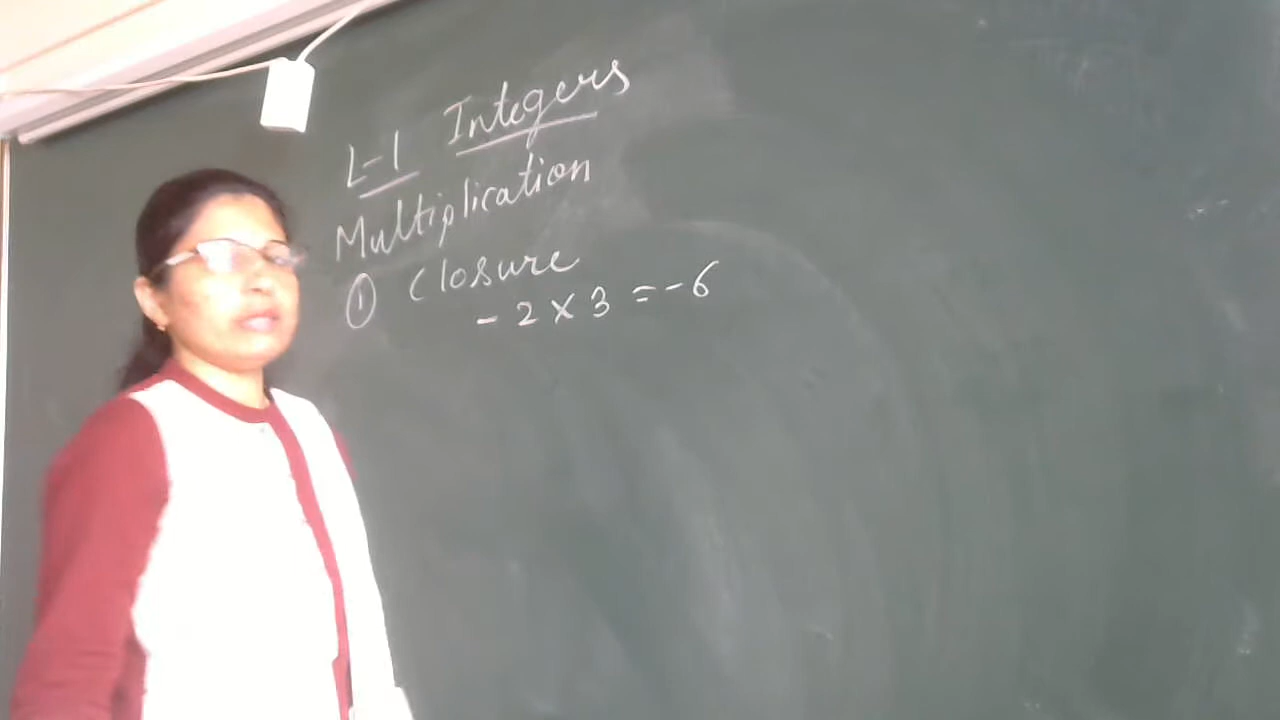 L-1 Integers
Multiplication
① Closure
- 2 × 3 = - 6